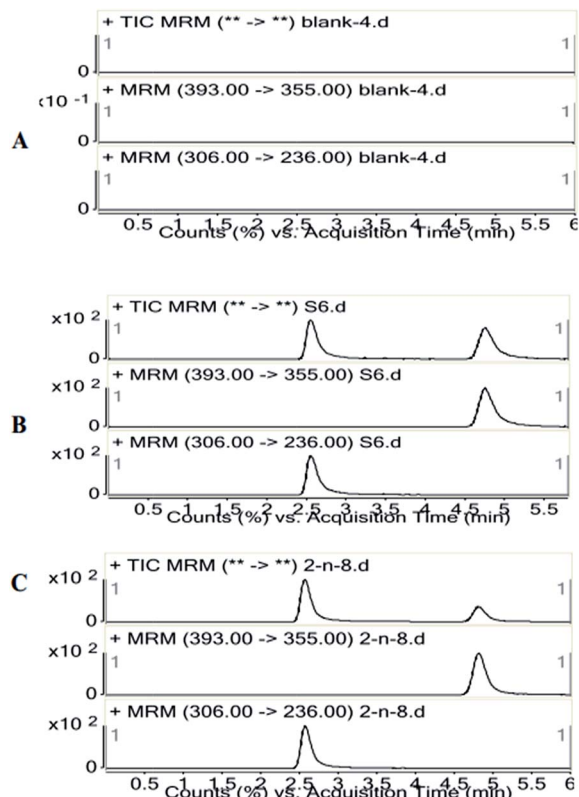 + TIC MRM (** -> **) blank-4.d
1 1
0
+ MRM (393.00 -> 355.00) blank-4.d
x10 -1
1 1
0
A
+ MRM (306.00 -> 236.00) blank-4.d
1 1
0
0.5 1 1.5 2 2.5 3 3.5 4 4.5 5 5.5 6
Counts (%) vs. Acquisition Time (min)
+ TIC MRM (** -> **) S6.d
x10 2
1 1
0
+ MRM (393.00 -> 355.00) S6.d
x10 2
1 1
0
B
+ MRM (306.00 -> 236.00) S6.d
x10 2
1 1
0
0.5 1 1.5 2 2.5 3 3.5 4 4.5 5 5.5
Counts (%) vs. Acquisition Time (min)
+ TIC MRM (** -> **) 2-n-8.d
C
x10 2
1 1
0
+ MRM (393.00 -> 355.00) 2-n-8.d
x10 2
1 1
0
+ MRM (306.00 -> 236.00) 2-n-8.d
x10 2
1 1
0
0.5 1 1.5 2 2.5 3 3.5 4 4.5 5 5.5 6
Counts (%) vs. Acquisition Time (min)